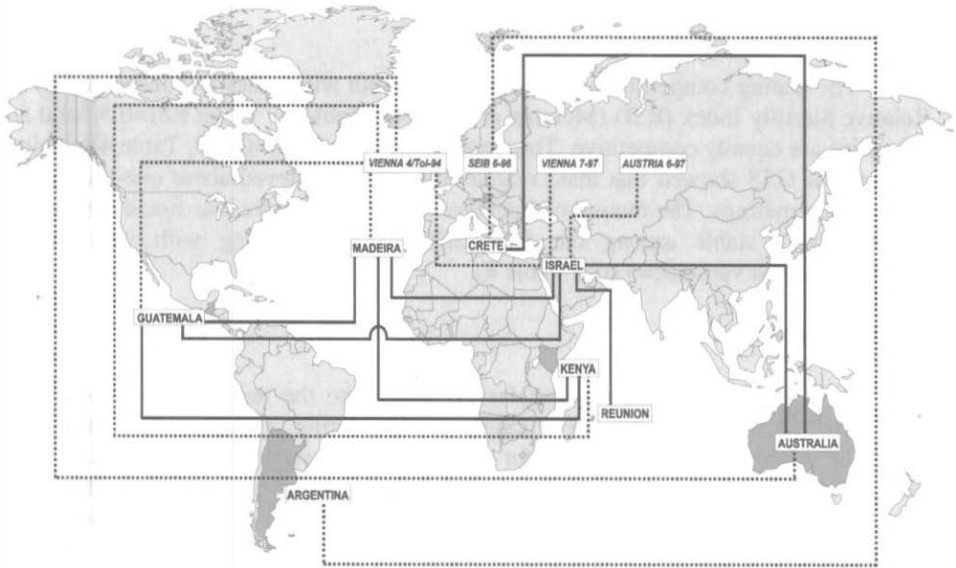 VIENNA 4/Tol-94
SEIB 6-96
VIENNA 7-97
AUSTRIA 6-97
MADEIRA
CRETE
ISRAEL
GUATEMALA
KENYA
REUNION
AUSTRALIA
ARGENTINA